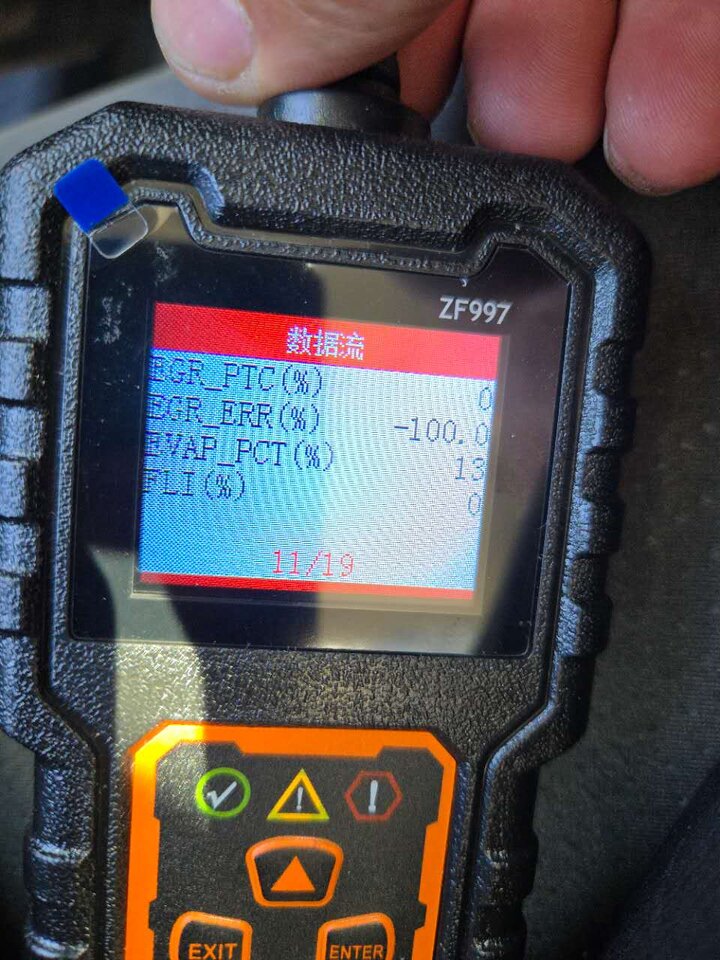 ZF997
数据流
EGR_PTC(%) 0
EGR_ERR(%) -100.0
EVAP_PCT(%) 13
FLI(%) 0
11/19
EXIT ENTER